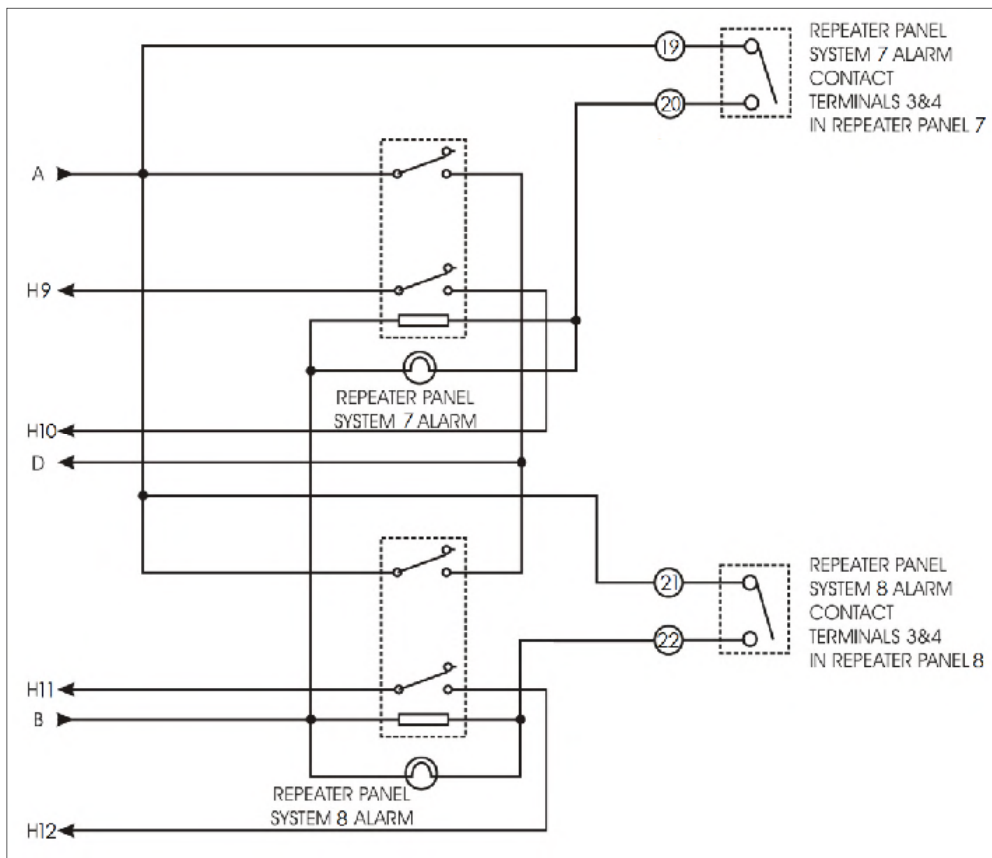 REPEATER PANEL
SYSTEM 7 ALARM
CONTACT
TERMINALS 3&4
IN REPEATER PANEL 7
19
20
A
H9
REPEATER PANEL
SYSTEM 7 ALARM
H10
D
REPEATER PANEL
SYSTEM 8 ALARM
CONTACT
TERMINALS 3&4
IN REPEATER PANEL 8
21
22
H11
B
REPEATER PANEL
SYSTEM 8 ALARM
H12